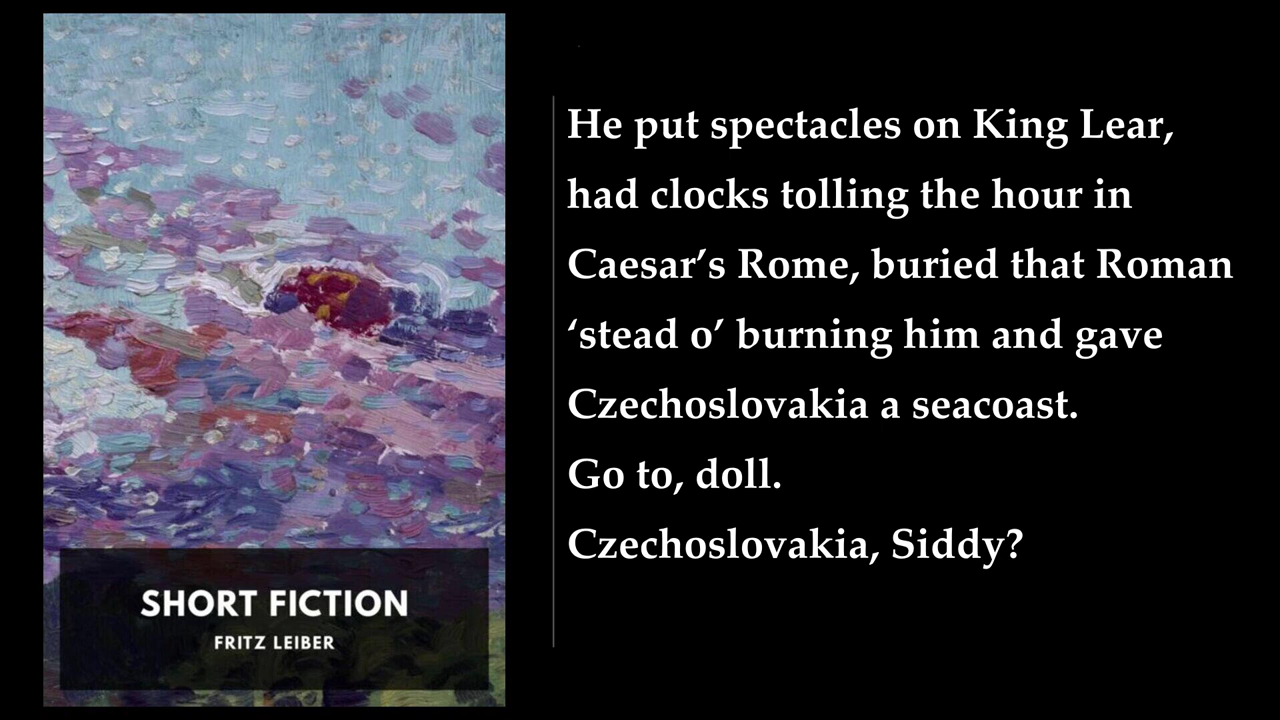 SHORT FICTION
FRITZ LEIBER
He put spectacles on King Lear,
had clocks tolling the hour in
Caesar’s Rome, buried that Roman
‘stead o’ burning him and gave
Czechoslovakia a seacoast.
Go to, doll.
Czechoslovakia, Siddy?